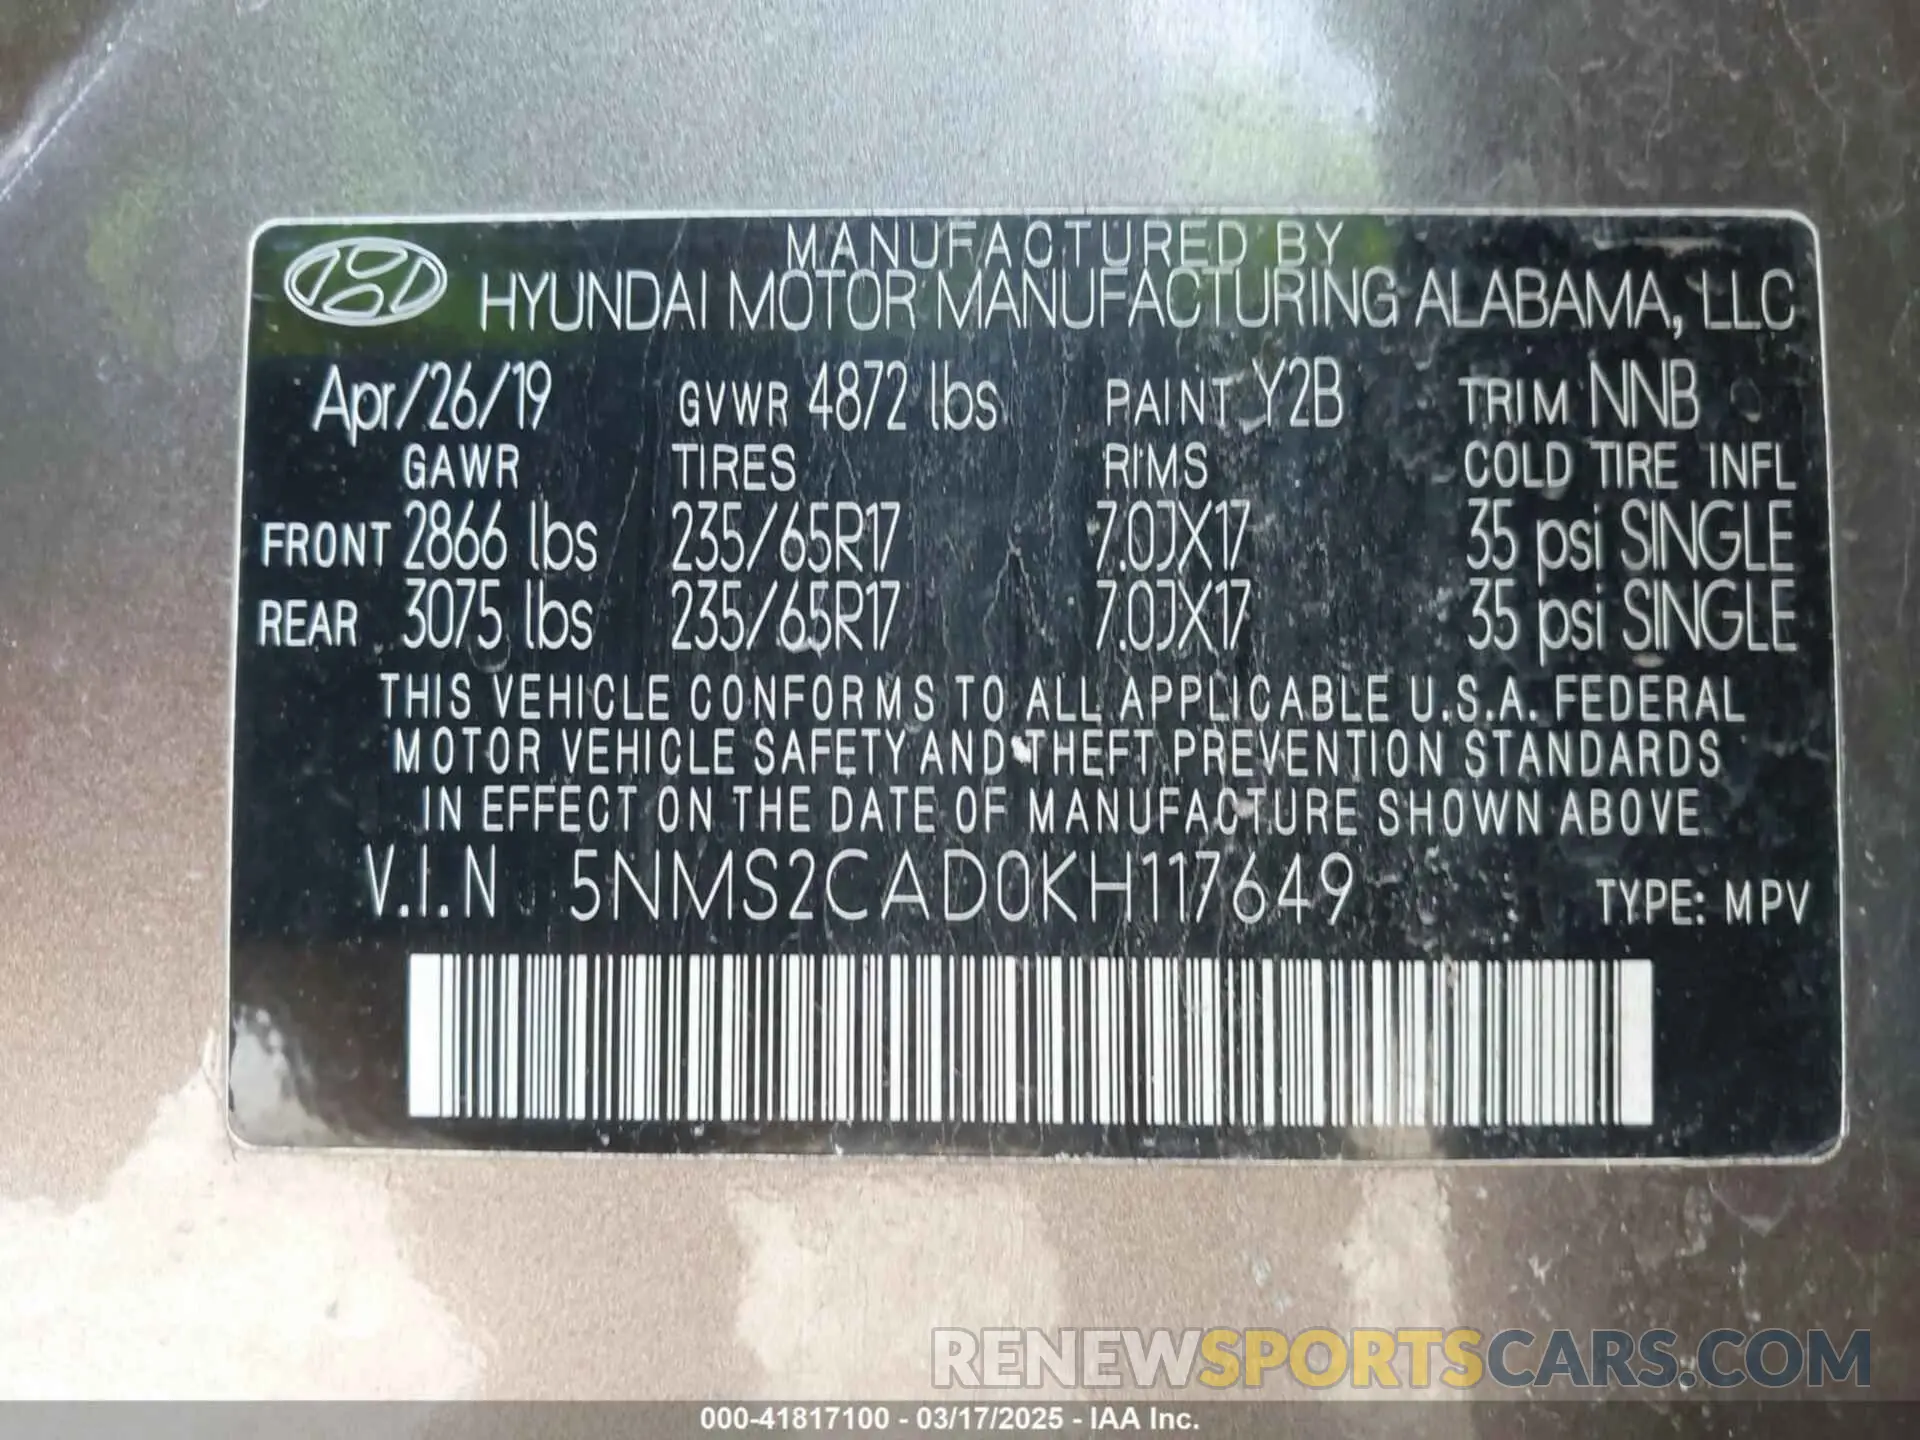 MANUFACTURED BY
HYUNDAI MOTOR MANUFACTURING ALABAMA, LLC
Apr/26/19 GVWR 4872 lbs PAINT Y2B TRIM NNB
GAWR TIRES RIMS COLD TIRE INFL
FRONT 2866 lbs 235/65R17 7.0JX17 35 psi SINGLE
REAR 3075 lbs 235/65R17 7.0JX17 35 psi SINGLE
THIS VEHICLE CONFORMS TO ALL APPLICABLE U.S.A. FEDERAL
MOTOR VEHICLE SAFETY AND THEFT PREVENTION STANDARDS
IN EFFECT ON THE DATE OF MANUFACTURE SHOWN ABOVE
V.I.N 5NMS2CAD0KH117649 TYPE: MPV
RENEWSPORTSCARS.COM
000-41817100 - 03/17/2025 - IAA Inc.